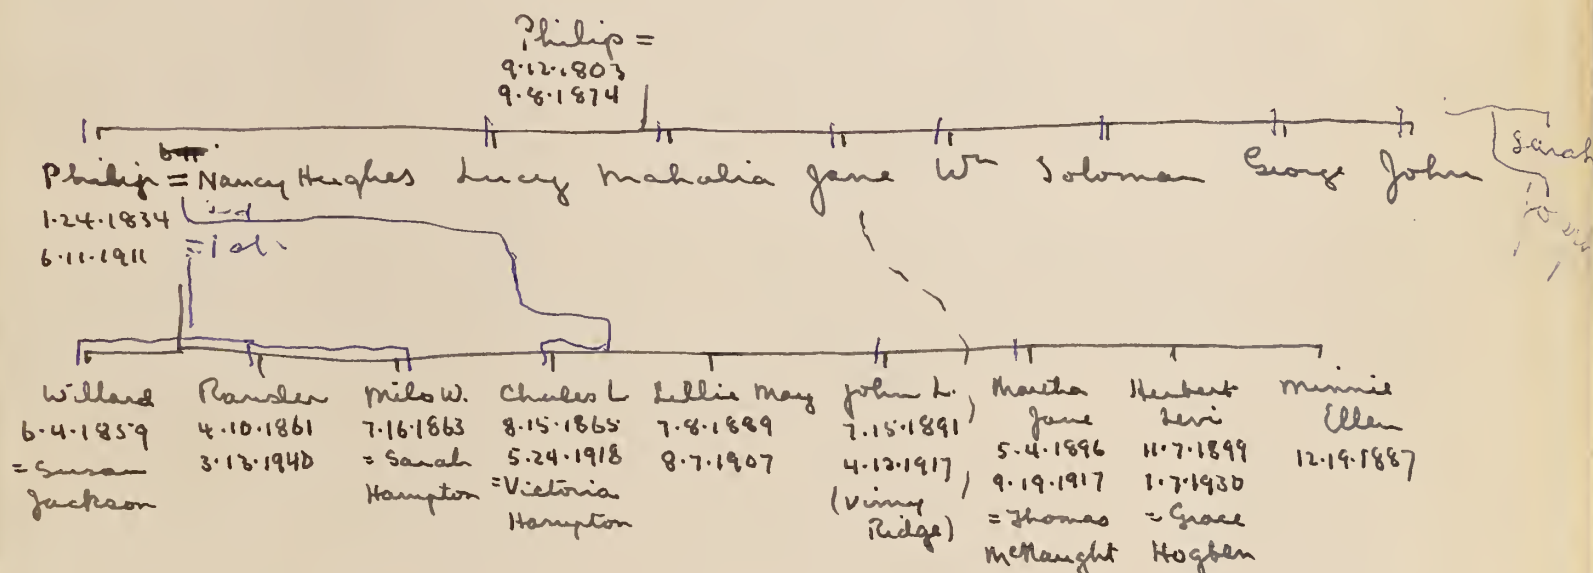 Philip =
9.12.1803
9.8.1874
Philip = Nancy Hughes Lucy Mahalia Jane Wm Soloman George John Sarah
1.24.1834
6.11.1911
Willard
6.4.1859
= Susan
Jackson
4.10.1861
3.13.1940
Milo W.
7.16.1863
= Sarah
Hampton
Charles L
8.15.1865
5.24.1918
= Victoria
Hampton
Lillie May
7.8.1889
8.7.1907
John L.
7.15.1891
4.12.1917
(Vimy
Ridge)
Martha
Jane
5.4.1896
9.19.1917
= Thomas
McNaught
Herbert
Levi
11.7.1899
1.7.1930
= Grace
Hogben
Minnie
Ellen
12.19.1887